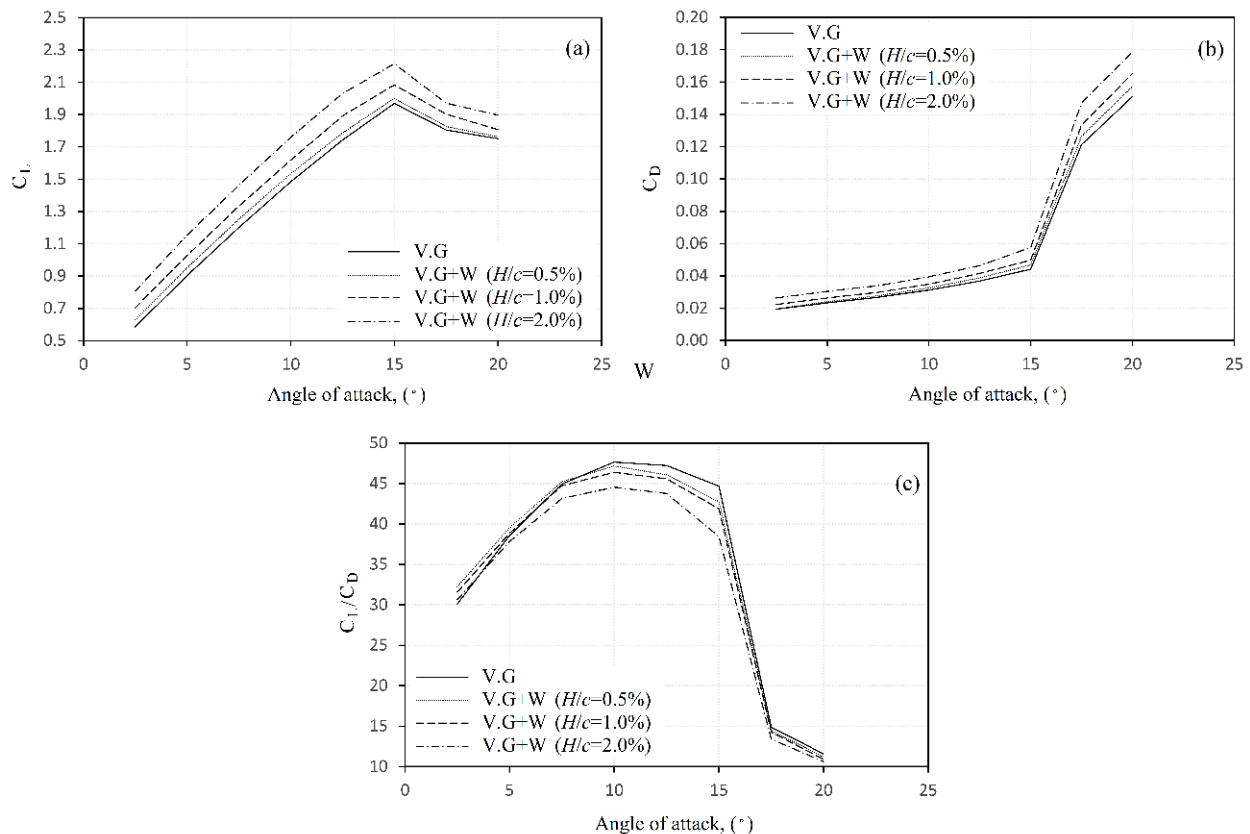 (a)
C_L
2.5
2.3
2.1
1.9
1.7
1.5
1.3
1.1
0.9
0.7
0.5
V.G
V.G+W (H/c=0.5%)
V.G+W (H/c=1.0%)
V.G+W (H/c=2.0%)
0 5 10 15 20 25
Angle of attack, (°)
W
(b)
C_D
0.20
0.18
0.16
0.14
0.12
0.10
0.08
0.06
0.04
0.02
0.00
V.G
V.G+W (H/c=0.5%)
V.G+W (H/c=1.0%)
V.G+W (H/c=2.0%)
0 5 10 15 20 25
Angle of attack, (°)
(c)
C_L/C_D
50
45
40
35
30
25
20
15
10
V.G
V.G+W (H/c=0.5%)
V.G+W (H/c=1.0%)
V.G+W (H/c=2.0%)
0 5 10 15 20 25
Angle of attack, (°)